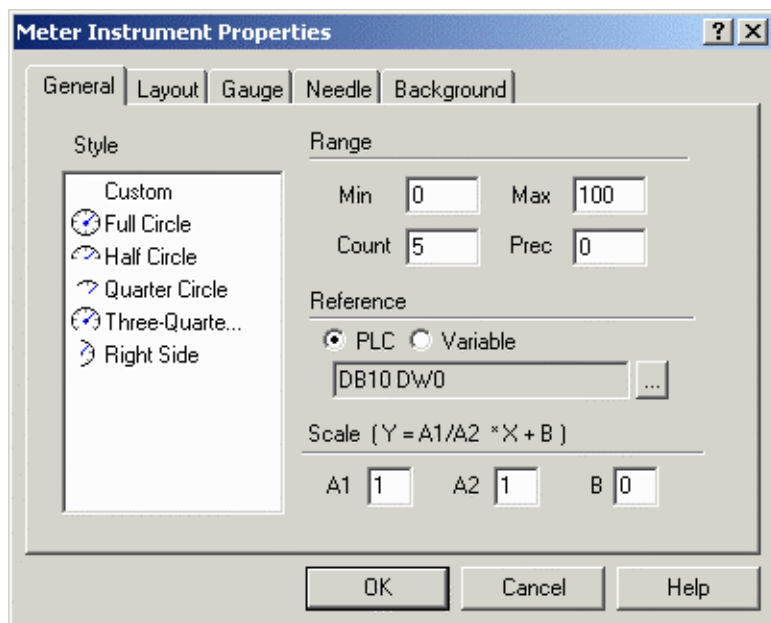 Meter Instrument Properties
General Layout Gauge Needle Background
Style
Custom
Full Circle
Half Circle
Quarter Circle
Three-Quarte...
Right Side
Range
Min 0 Max 100
Count 5 Prec 0
Reference
PLC Variable
DB10 DW0 ...
Scale ( Y = A1/A2 *X + B )
A1 1 A2 1 B 0
OK Cancel Help